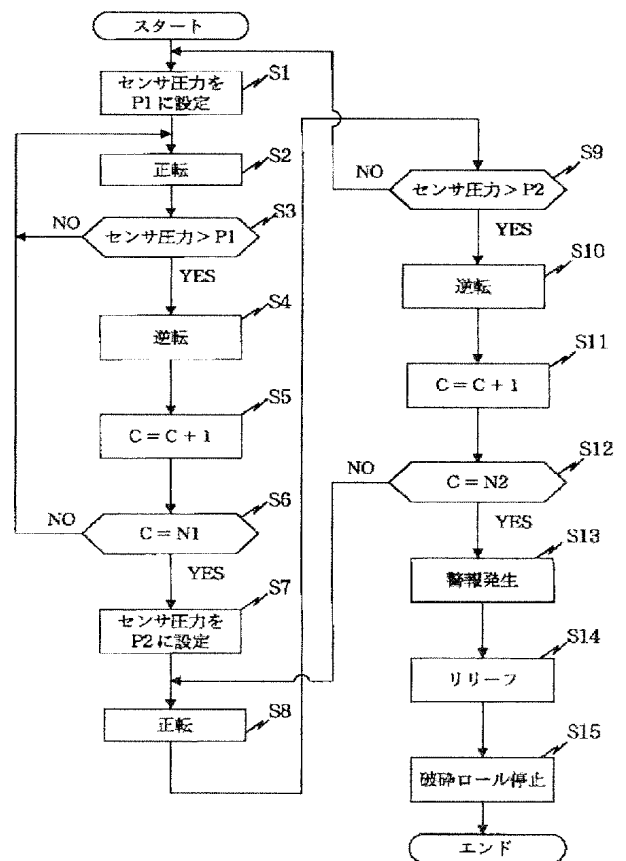 スタート
センサ圧力を
P1に設定
S1
正転
S2
センサ圧力 > P1
S3
NO
YES
逆転
S4
C = C + 1
S5
C = N1
S6
NO
YES
センサ圧力を
P2に設定
S7
正転
S8
センサ圧力 > P2
S9
NO
YES
逆転
S10
C = C + 1
S11
C = N2
S12
NO
YES
警報発生
S13
リリーフ
S14
破砕ロール停止
S15
エンド